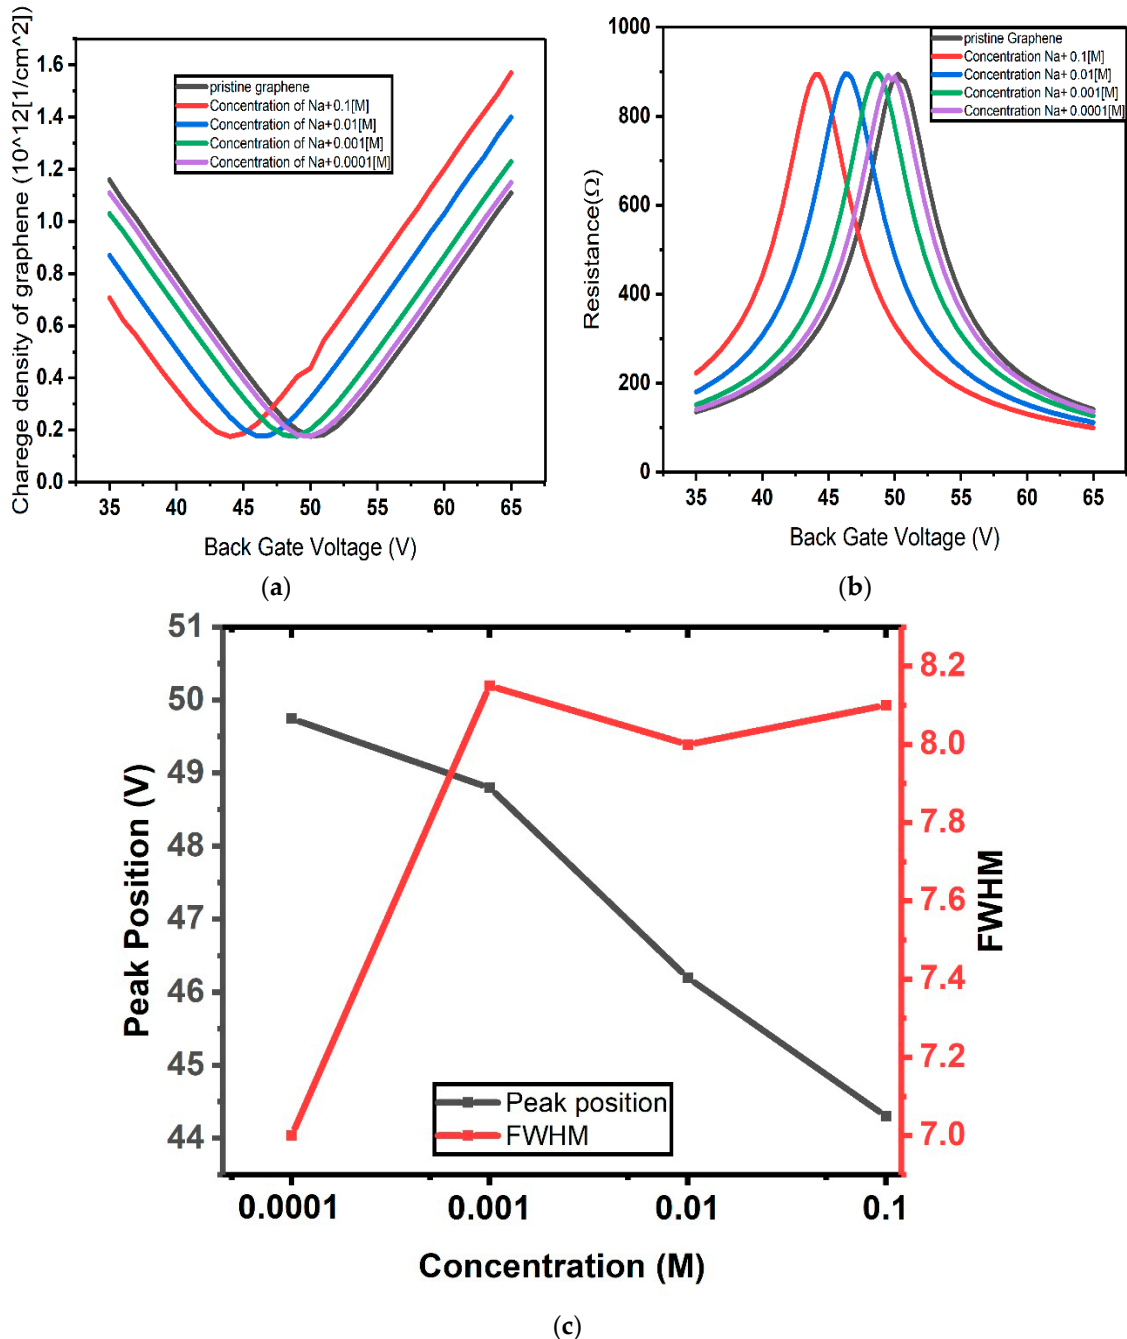 Charege density of graphene (10^12[1/cm^2])
1.6
1.4
1.2
1.0
0.8
0.6
0.4
0.2
0.0
pristine graphene
Concentration of Na+0.1[M]
Concentration of Na+0.01[M]
Concentration of Na+0.001[M]
Concentration of Na+0.0001[M]
35 40 45 50 55 60 65
Back Gate Voltage (V)
(a)
Resistance(Ω)
1000
800
600
400
200
0
pristine Graphene
Concentration Na+ 0.1[M]
Concentration Na+ 0.01[M]
Concentration Na+ 0.001[M]
Concentration Na+ 0.0001[M]
35 40 45 50 55 60 65
Back Gate Voltage (V)
(b)
Peak Position (V)
51
50
49
48
47
46
45
44
Peak position
FWHM
8.2
8.0
7.8
7.6
7.4
7.2
7.0
FWHM
0.0001 0.001 0.01 0.1
Concentration (M)
(c)